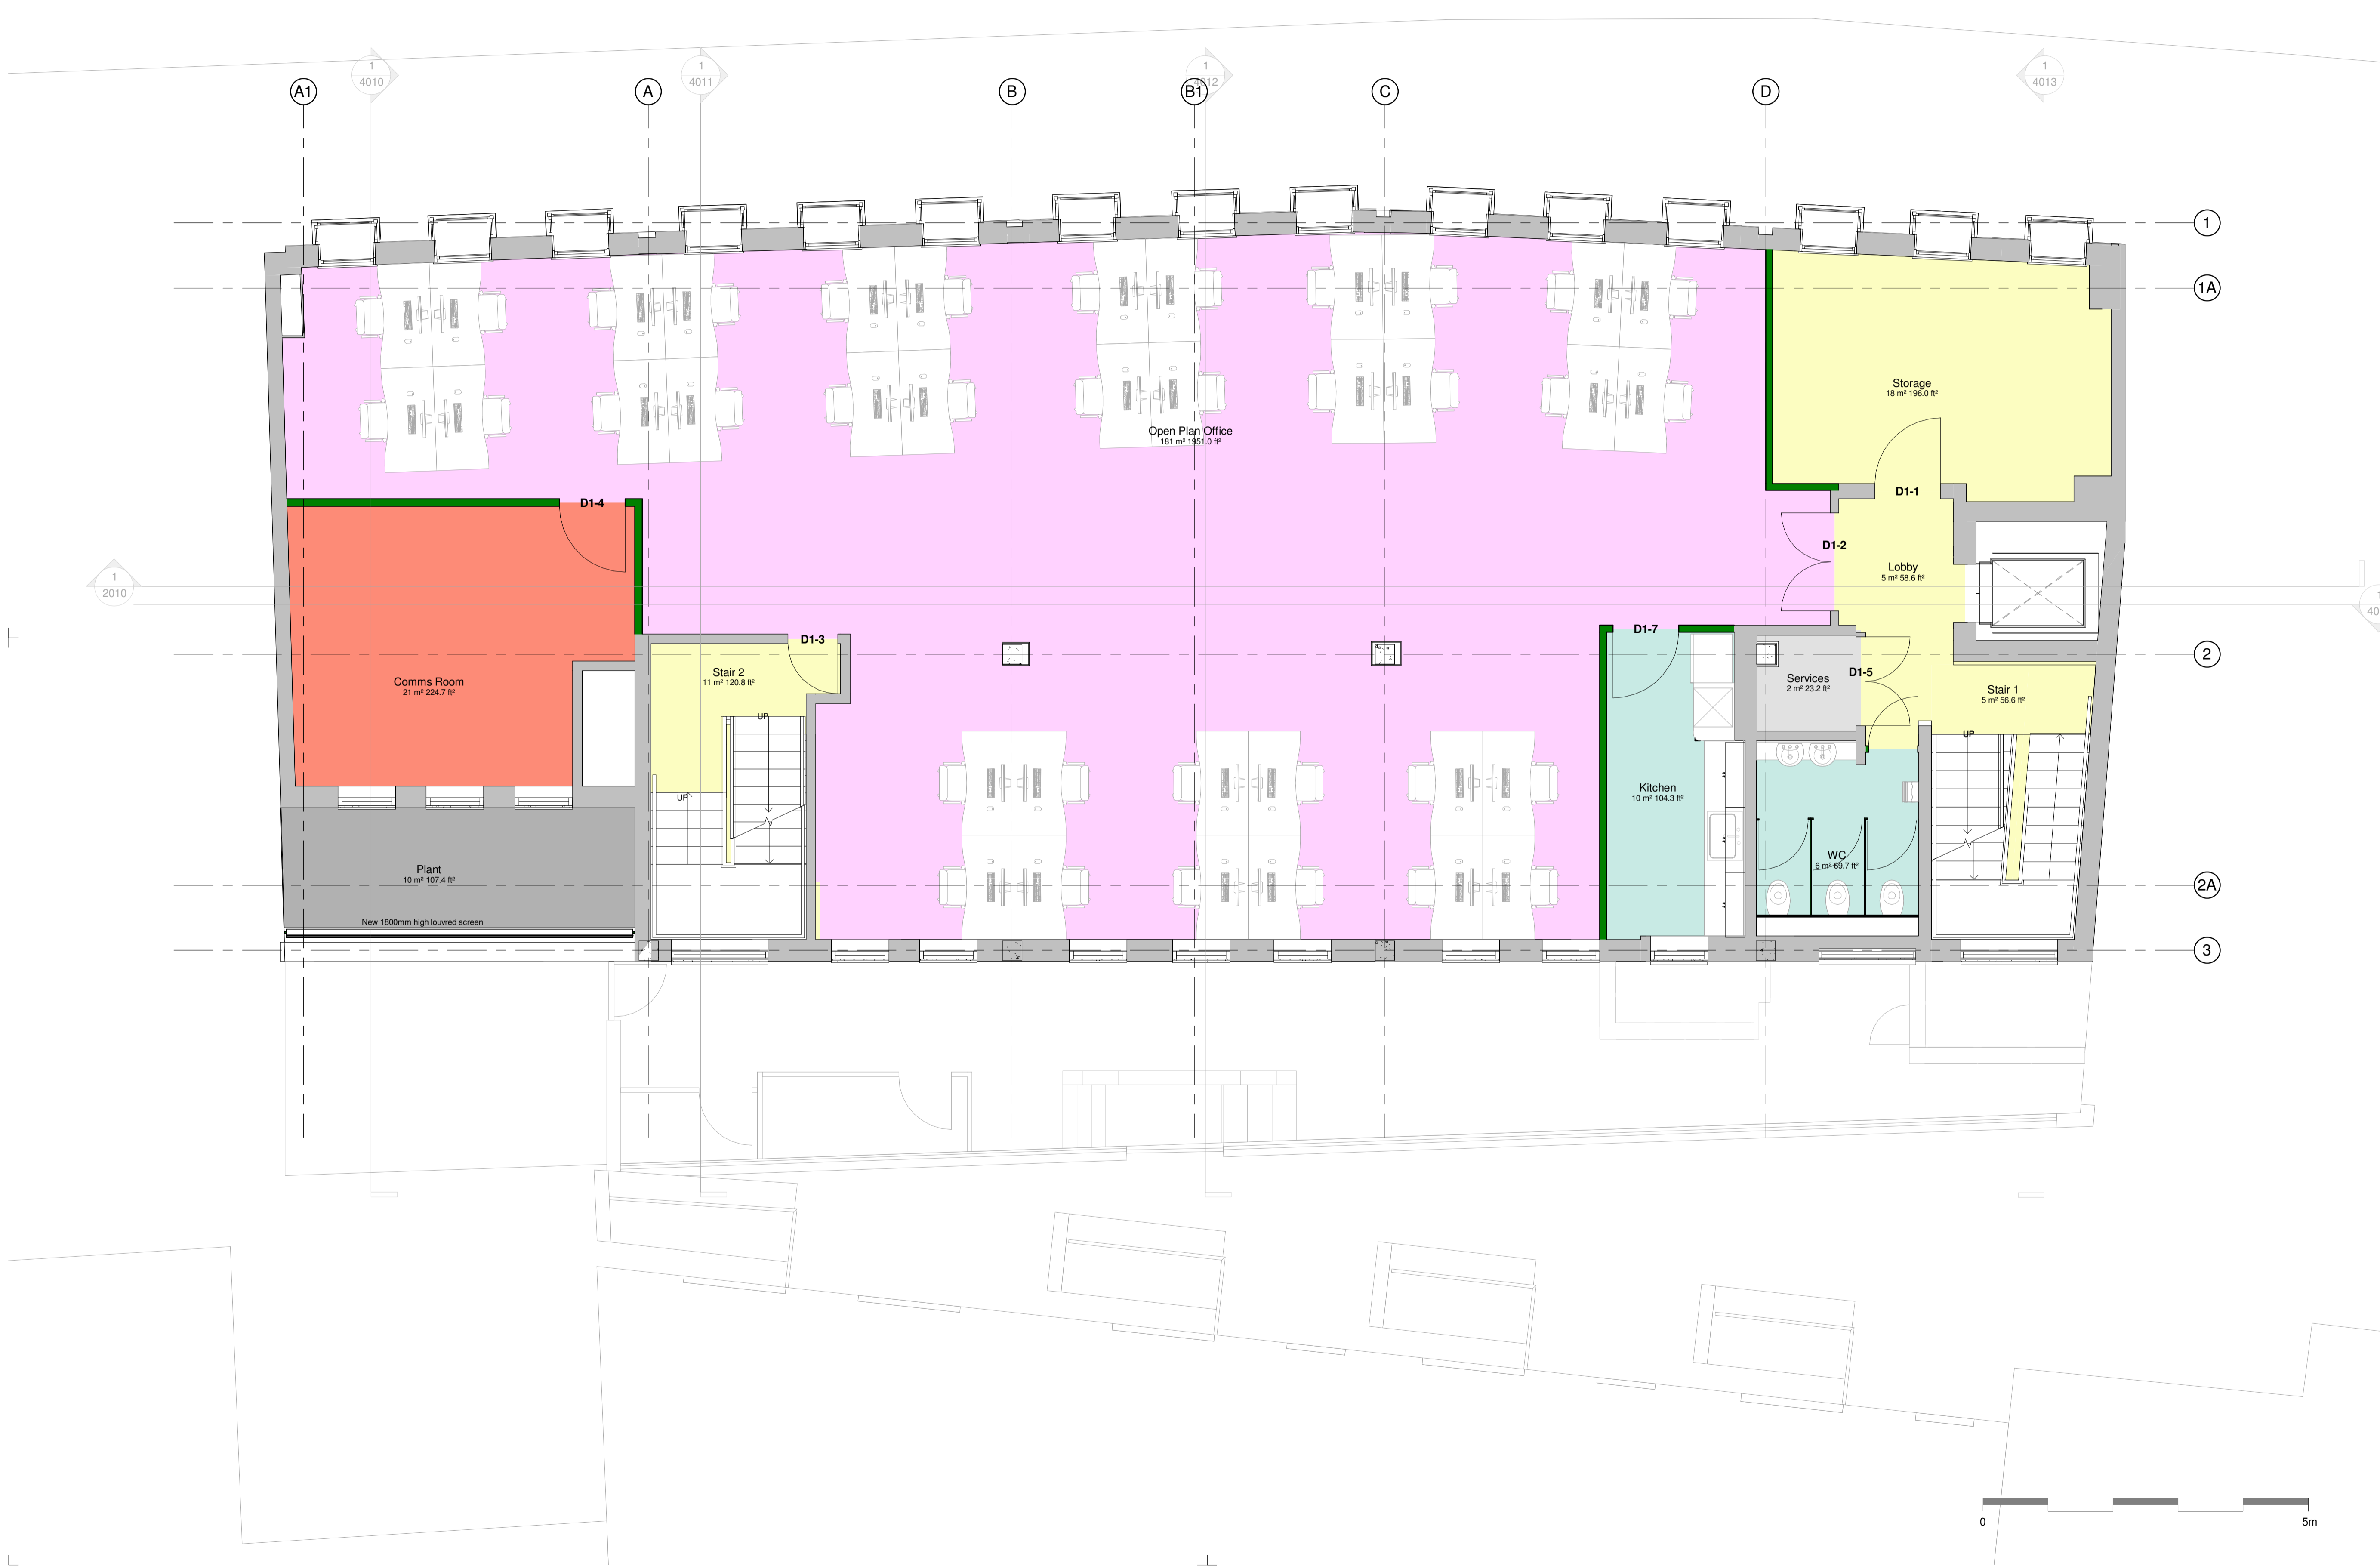 1
4010
1
4011
1
4012
1
4013
A1
A
B
B1
C
D
1
1A
Storage
18 m² 196.0 ft²
Open Plan Office
181 m² 1951.0 ft²
D1-1
D1-4
D1-2
Lobby
5 m² 58.6 ft²
1
2010
1
40
D1-3
D1-7
2
Stair 2
11 m² 120.8 ft²
D1-5
Services
2 m² 23.2 ft²
Comms Room
21 m² 224.7 ft²
Stair 1
5 m² 56.6 ft²
UP
UP
UP
Kitchen
10 m² 104.3 ft²
WC
6 m² 69.7 ft²
Plant
10 m² 107.4 ft²
2A
New 1800mm high louvred screen
3
0
5m